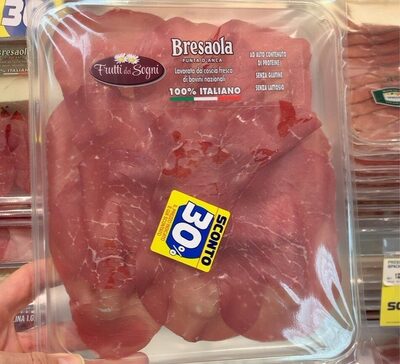 30
Bresaola
PUNTA D'ANCA
Frutti dei Sogni
Lavorata da coscia fresca
di bovini nazionali
100% ITALIANO
AD ALTO CONTENUTO
DI PROTEINE
SENZA GLUTINE
SENZA LATTOSIO
SCONTO
30%